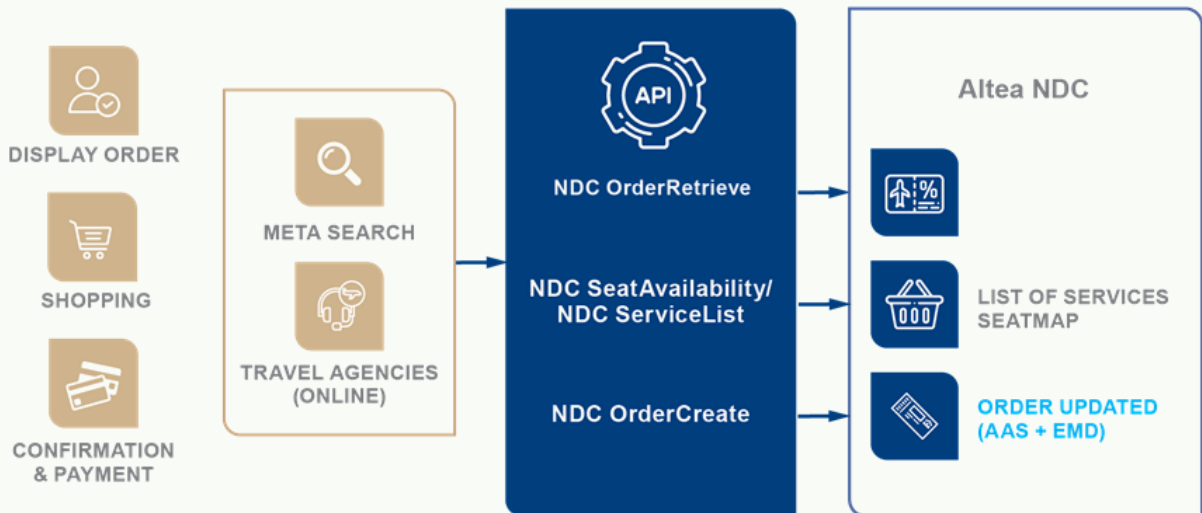 DISPLAY ORDER
SHOPPING
CONFIRMATION
& PAYMENT
META SEARCH
TRAVEL AGENCIES
(ONLINE)
API
NDC OrderRetrieve
NDC SeatAvailability/
NDC ServiceList
NDC OrderCreate
Altea NDC
%
LIST OF SERVICES
SEATMAP
ORDER UPDATED
(AAS + EMD)